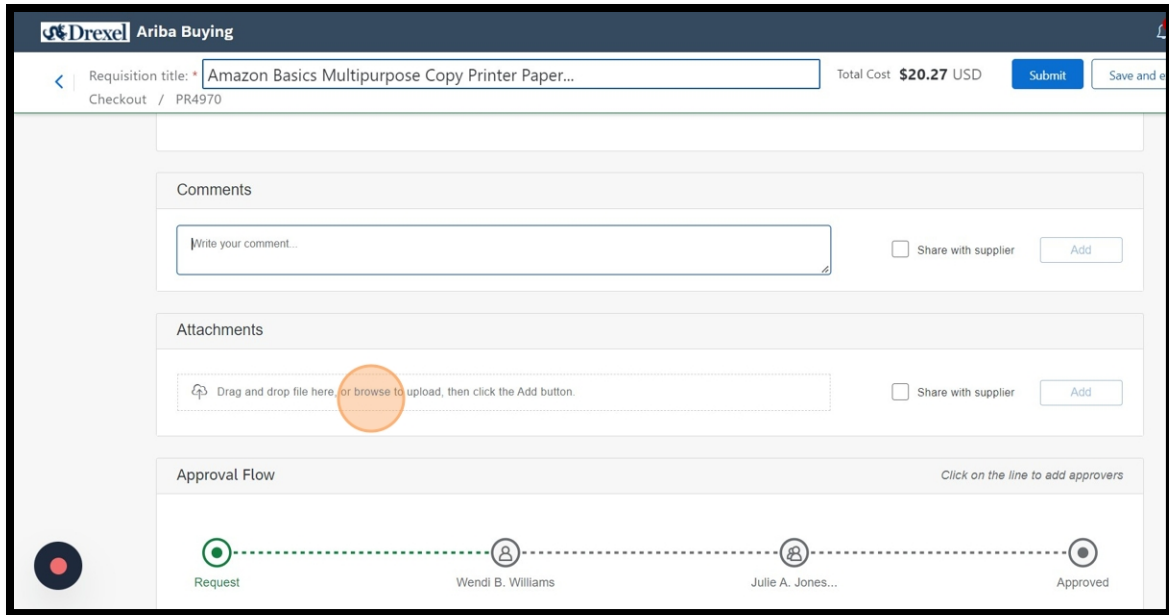 Drexel Ariba Buying
Requisition title: * Amazon Basics Multipurpose Copy Printer Paper... Total Cost $20.27 USD Submit Save and e
Checkout / PR4970
Comments
Write your comment... Share with supplier Add
Attachments
Drag and drop file here, or browse to upload, then click the Add button. Share with supplier Add
Approval Flow Click on the line to add approvers
Request Wendi B. Williams Julie A. Jones... Approved